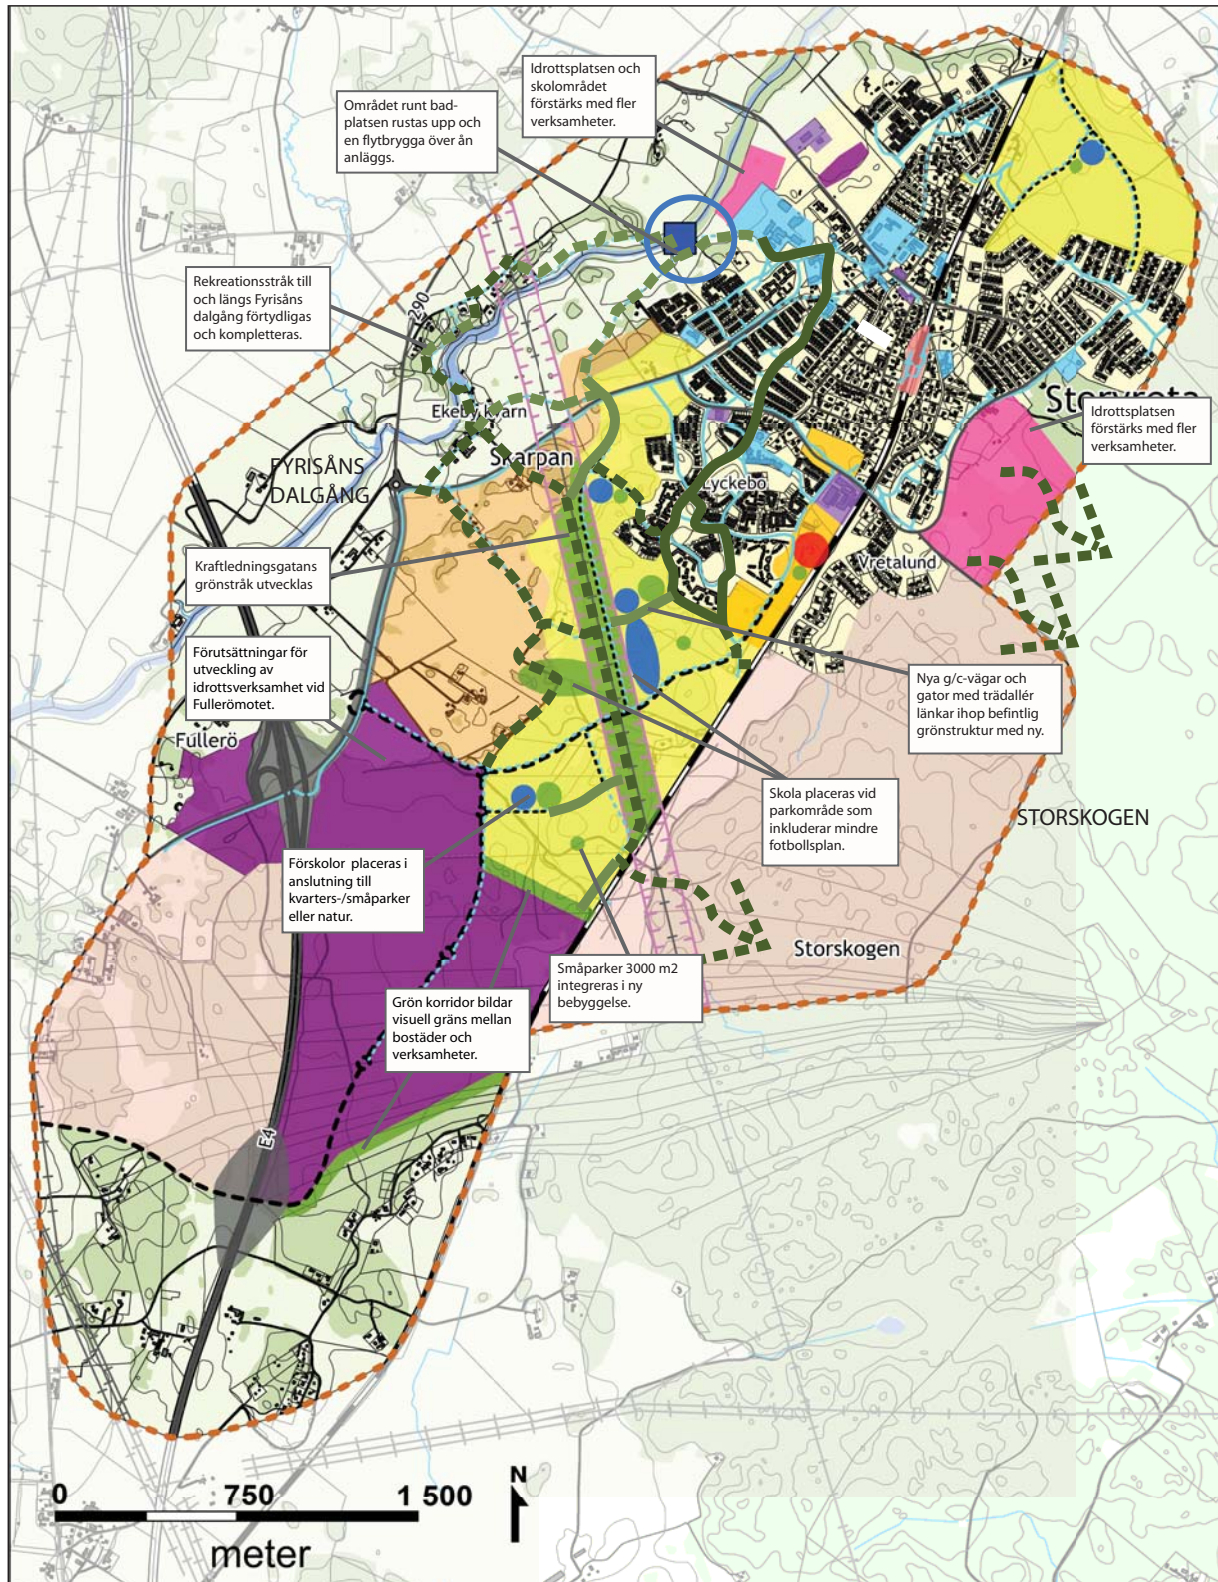 Idrottsplatsen och
skolområdet
förstärks med fler
verksamheter.
Området runt bad-
platsen rustas upp och
en flytbrygga över ån
anläggs.
Rekreationsstråk till
och längs Fyrisåns
dalgång förtydligas
och kompletteras.
290
Ekeby kvarn
Storvreta
Idrottsplatsen
förstärks med fler
verksamheter.
Skärpan
FYRISÅNS
DALGÅNG
Lyckebo
Vretalund
Kraftledningsgatans
grönstråk utvecklas
Förutsättningar för
utveckling av
idrottsverksamhet vid
Fullerömotet.
Fullerö
Nya g/c-vägar och
gator med trädallér
länkar ihop befintlig
grönstruktur med ny.
Skola placeras vid
parkområde som
inkluderar mindre
fotbollsplan.
STORSKOGEN
Förskolor placeras i
anslutning till
kvarters-/småparker
eller natur.
Storskogen
Småparker 3000 m2
integreras i ny
bebyggelse.
Grön korridor bildar
visuell gräns mellan
bostäder och
verksamheter.
E4
N
0 750 1 500
meter